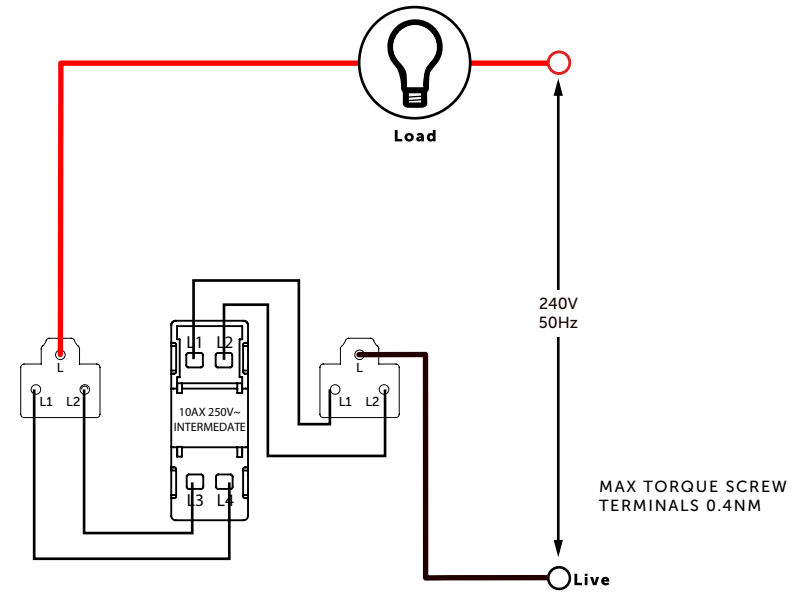 Load
240V
50Hz
L1 L2
L
L1 L2
10AX 250V~
INTERMEDATE
L
L1 L2
L3 L4
MAX TORQUE SCREW
TERMINALS 0.4NM
Live